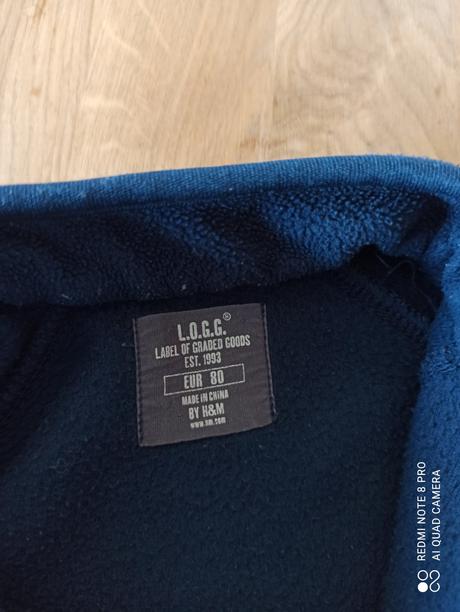 L.O.G.G.®
LABEL OF GRADED GOODS
EST. 1993
EUR 80
MADE IN CHINA
BY H&M
www.hm.com
REDMI NOTE 8 PRO
AI QUAD CAMERA